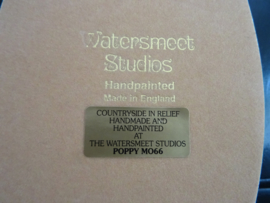 Watersmeet
Studios
Handpainted
Made in England
COUNTRYSIDE IN RELIEF
HANDMADE AND
HANDPAINTED
AT
THE WATERSMEET STUDIOS
POPPY MO66